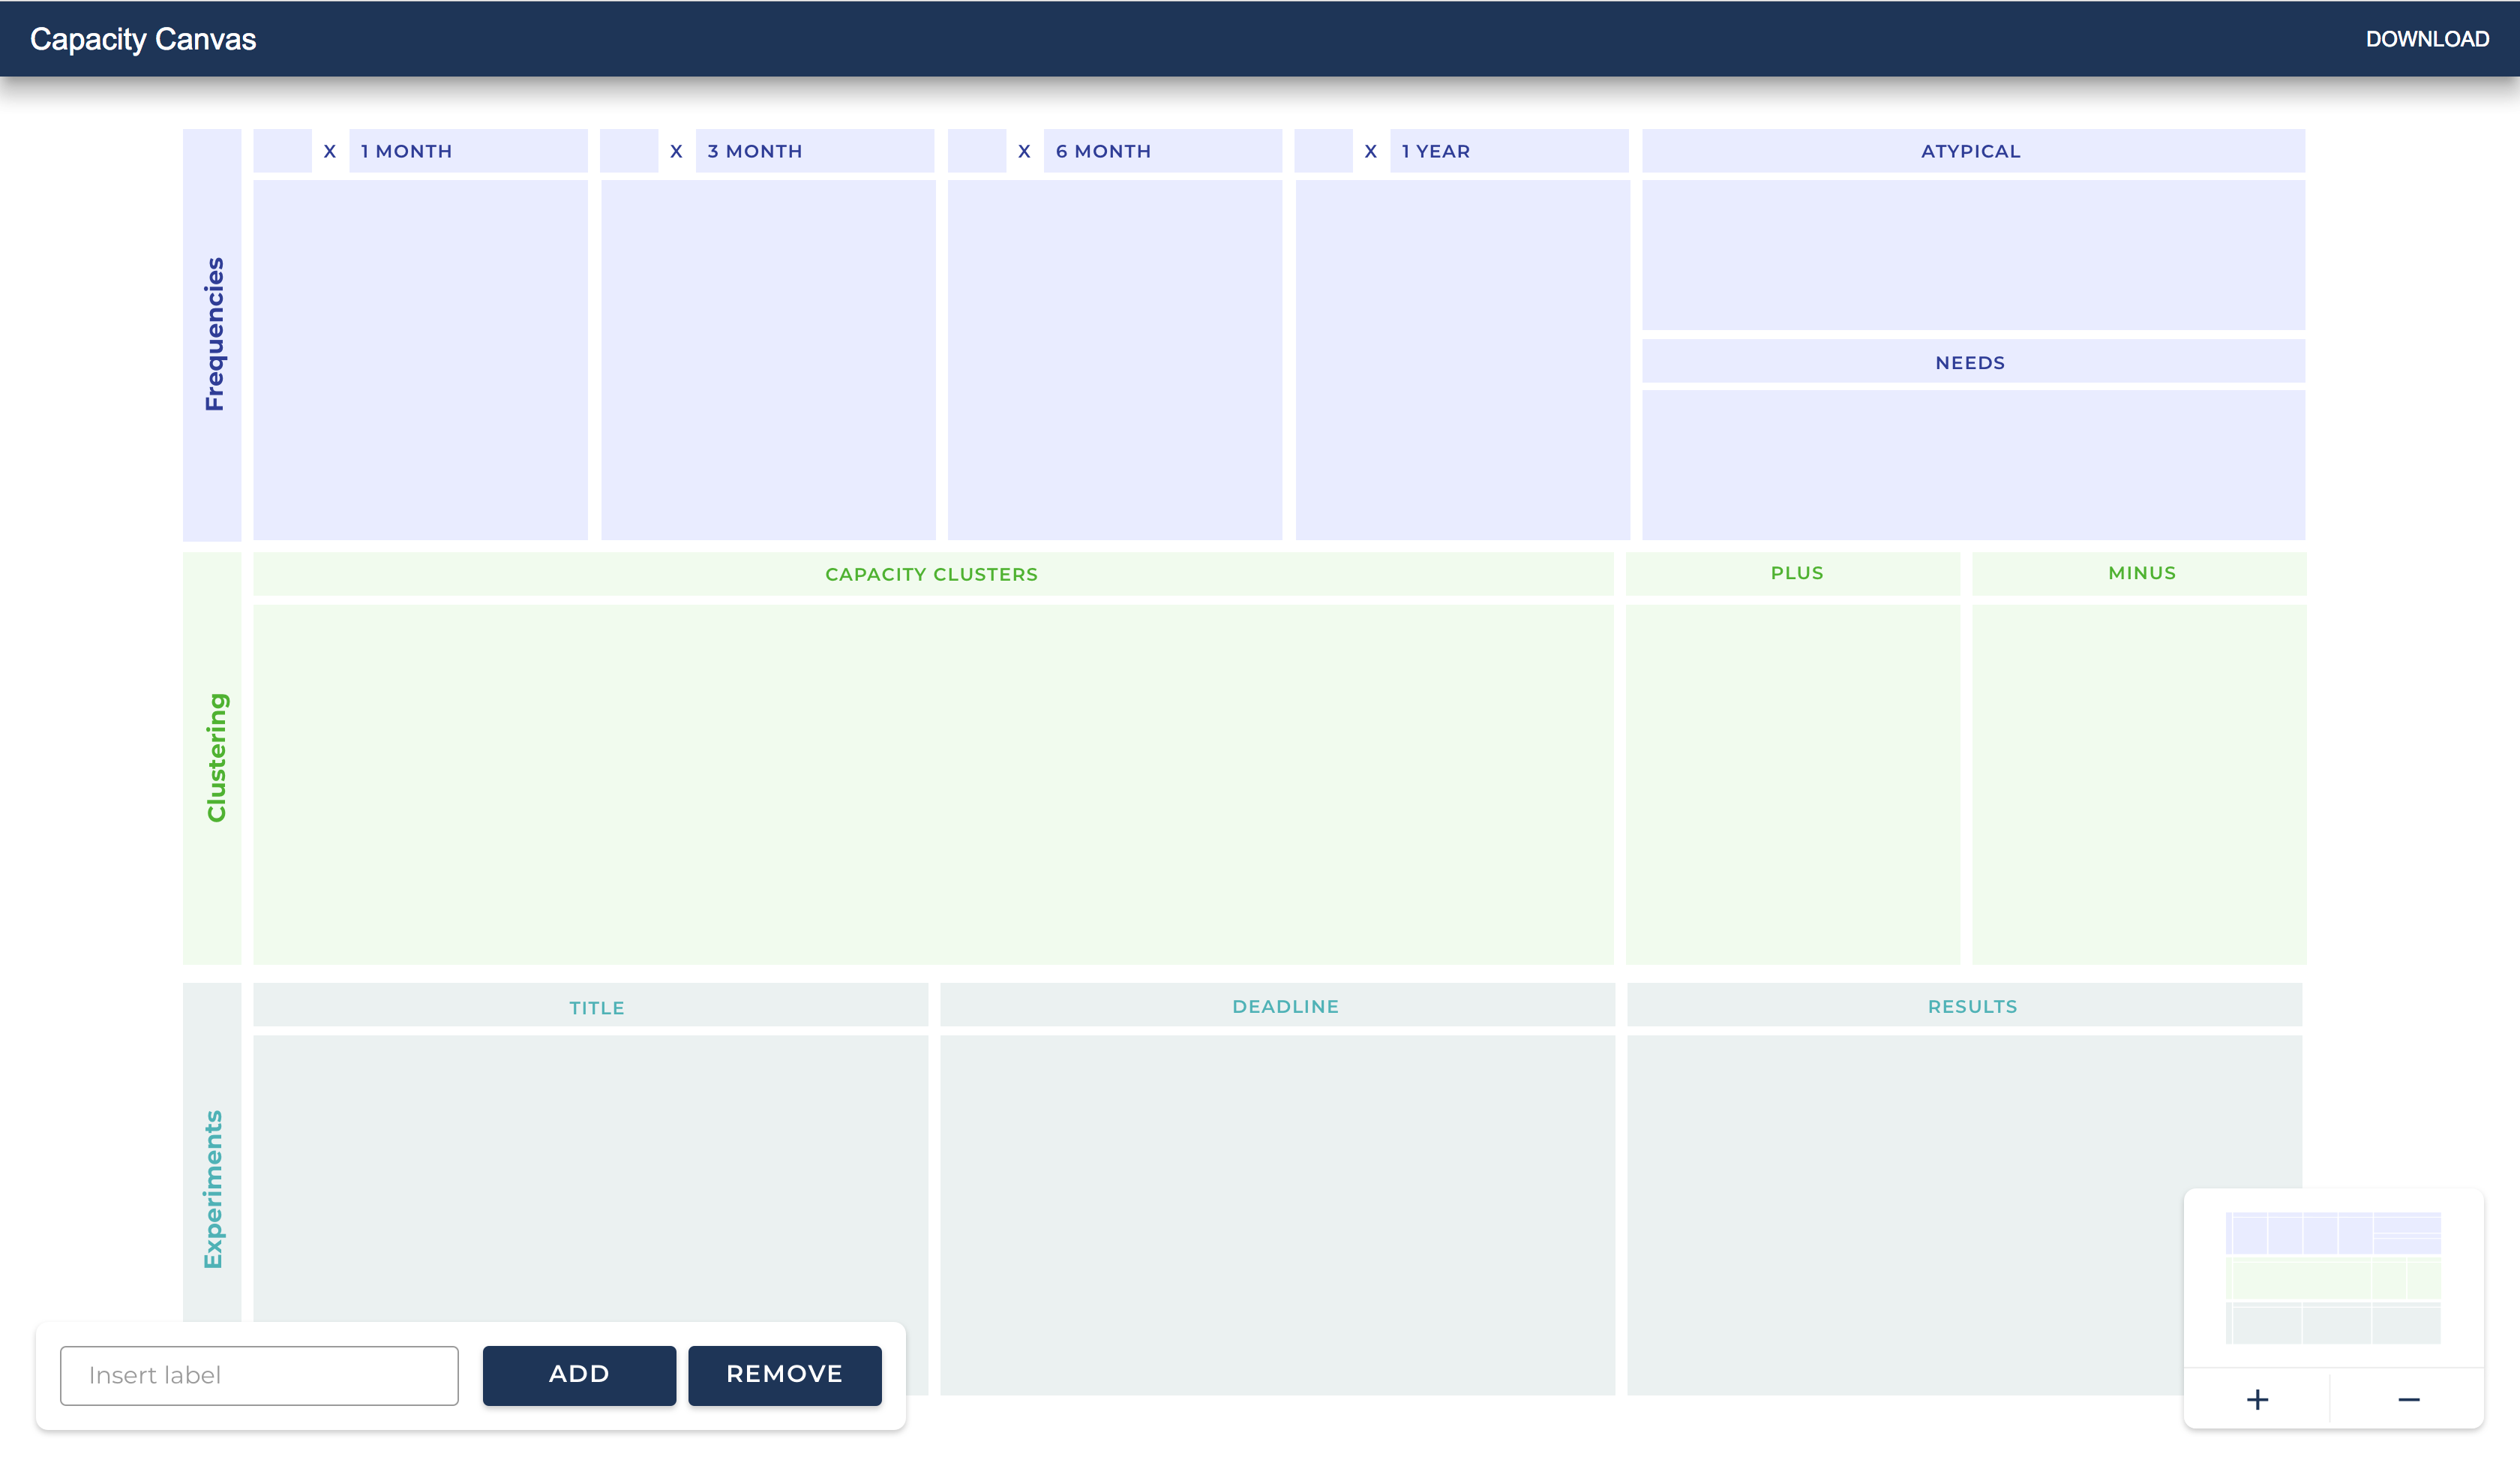 Capacity Canvas
DOWNLOAD
X 1 MONTH
X 3 MONTH
X 6 MONTH
X 1 YEAR
ATYPICAL
Frequencies
NEEDS
CAPACITY CLUSTERS
PLUS
MINUS
Clustering
TITLE
DEADLINE
RESULTS
Experiments
Insert label
ADD
REMOVE
+
−